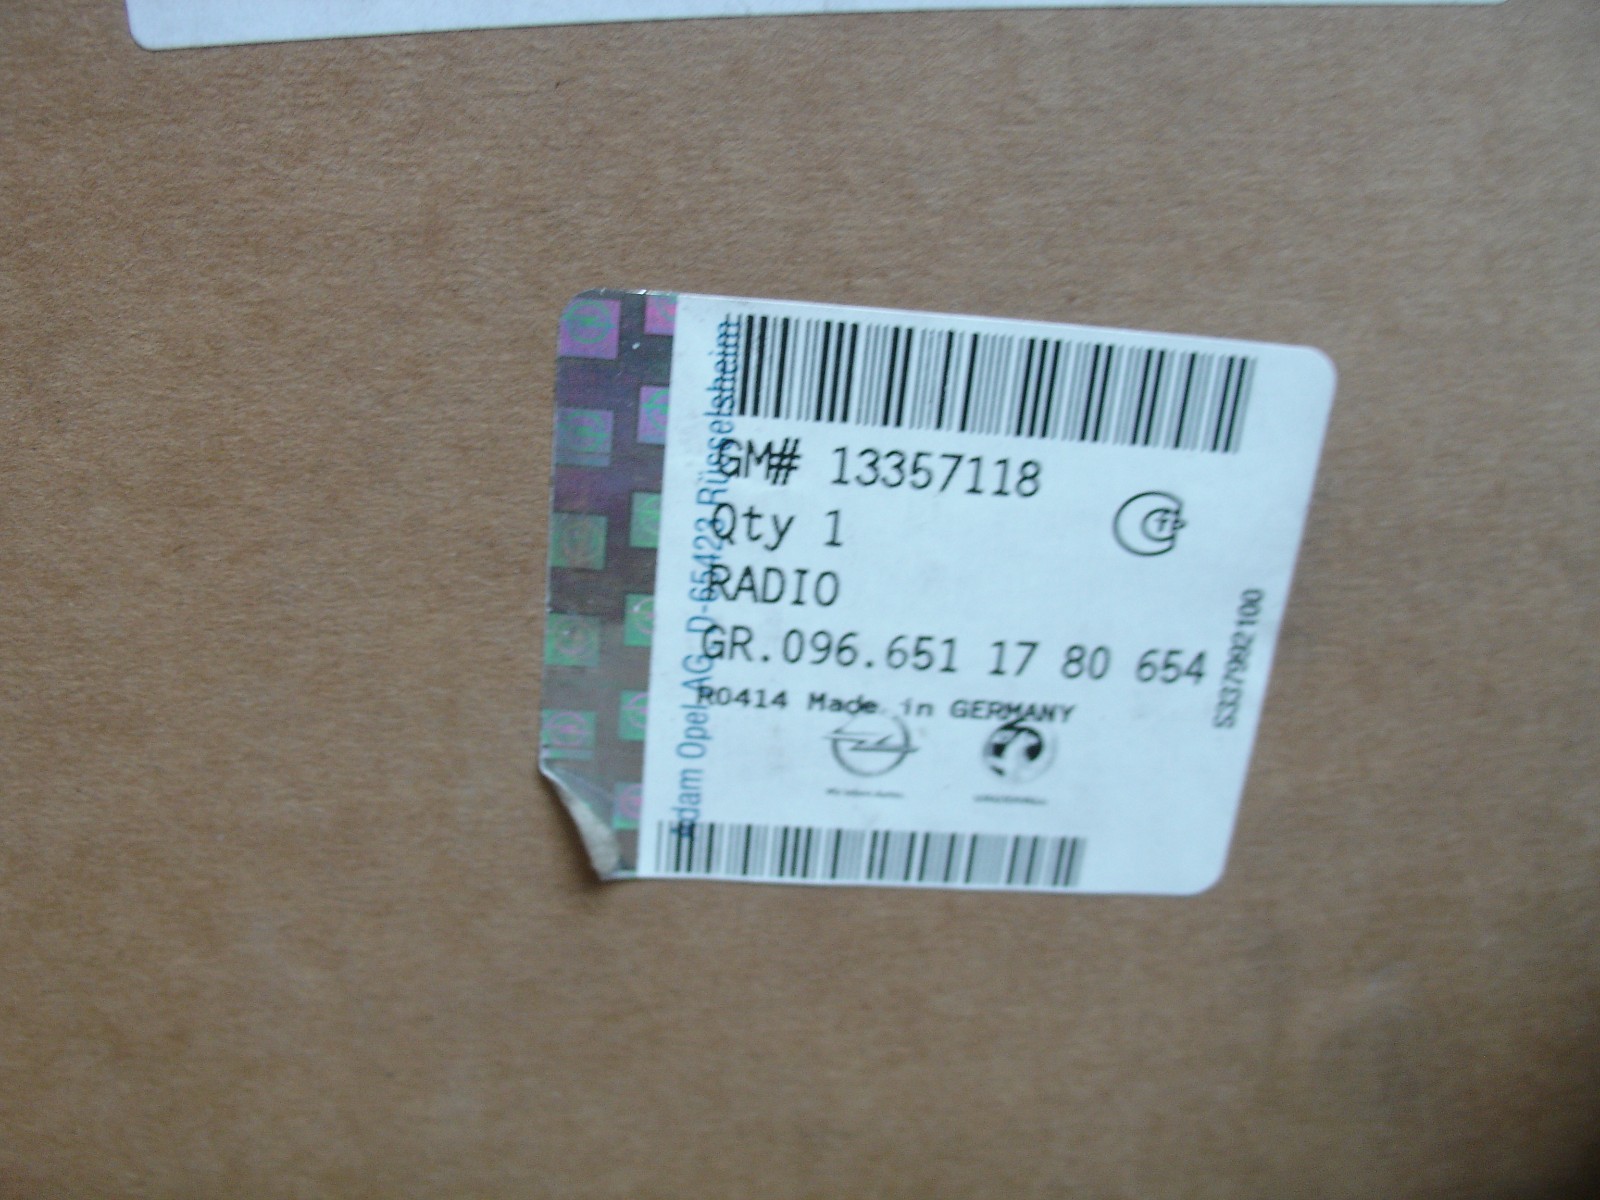 GM# 13357118
Qty 1
RADIO
GR.096.651 17 80 654
R0414 Made in GERMANY
Adam Opel AG D-65423 Rüsselsheim
S337992100